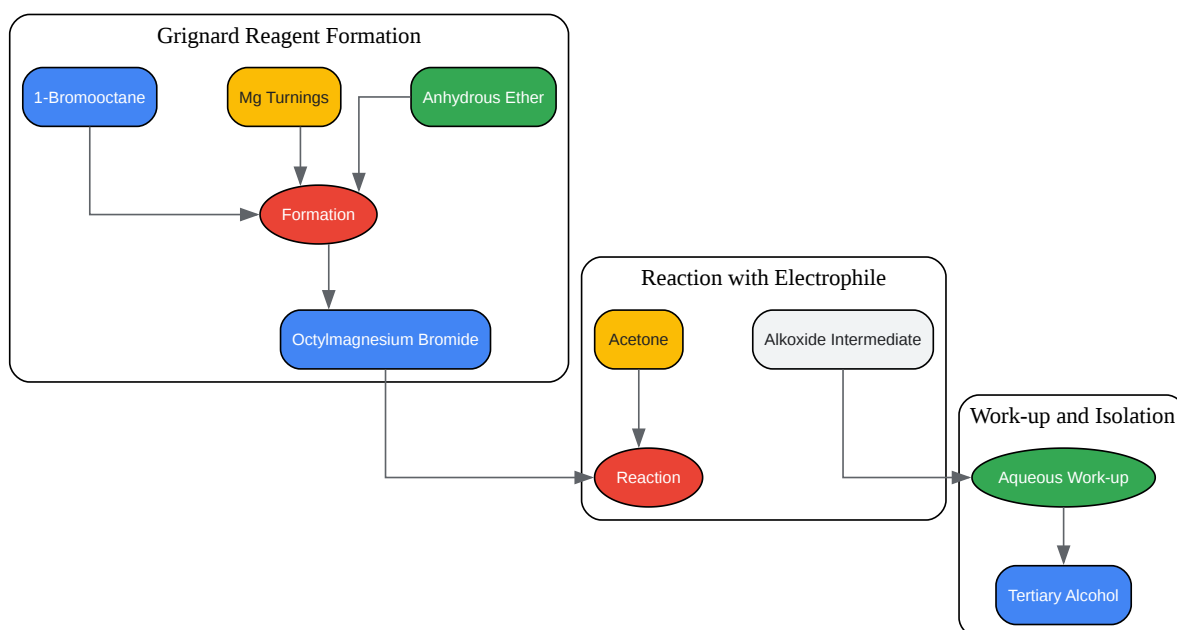 Grignard Reagent Formation
1-Bromooctane
Mg Turnings
Anhydrous Ether
Formation
Octylmagnesium Bromide
Reaction with Electrophile
Acetone
Alkoxide Intermediate
Reaction
Work-up and Isolation
Aqueous Work-up
Tertiary Alcohol